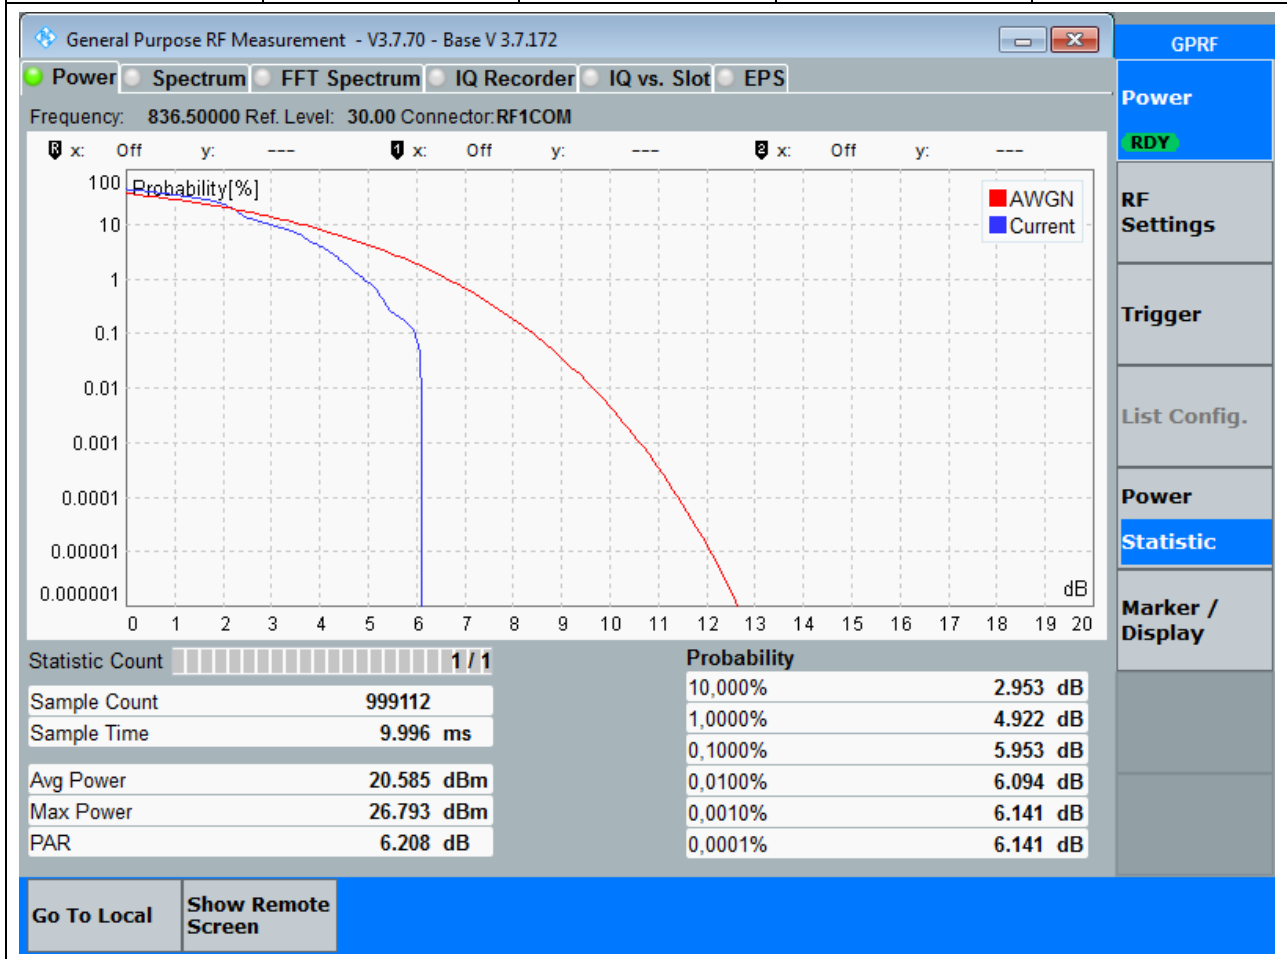 General Purpose RF Measurement - V3.7.70 - Base V 3.7.172
GPRF
Power Spectrum FFT Spectrum IQ Recorder IQ vs. Slot EPS
Power
RDY
Frequency: 836.50000 Ref. Level: 30.00 Connector:RF1COM
R x: Off y: --- 1 x: Off y: --- 2 x: Off y: ---
Probability[%]
AWGN
Current
100
10
1
0.1
0.01
0.001
0.0001
0.00001
0.000001
dB
0 1 2 3 4 5 6 7 8 9 10 11 12 13 14 15 16 17 18 19 20
RF Settings
Trigger
List Config.
Power
Statistic
Marker / Display
Statistic Count 1 / 1
Sample Count 999112
Sample Time 9.996 ms
Avg Power 20.585 dBm
Max Power 26.793 dBm
PAR 6.208 dB
Probability
10,000% 2.953 dB
1,0000% 4.922 dB
0,1000% 5.953 dB
0,0100% 6.094 dB
0,0010% 6.141 dB
0,0001% 6.141 dB
Go To Local
Show Remote Screen